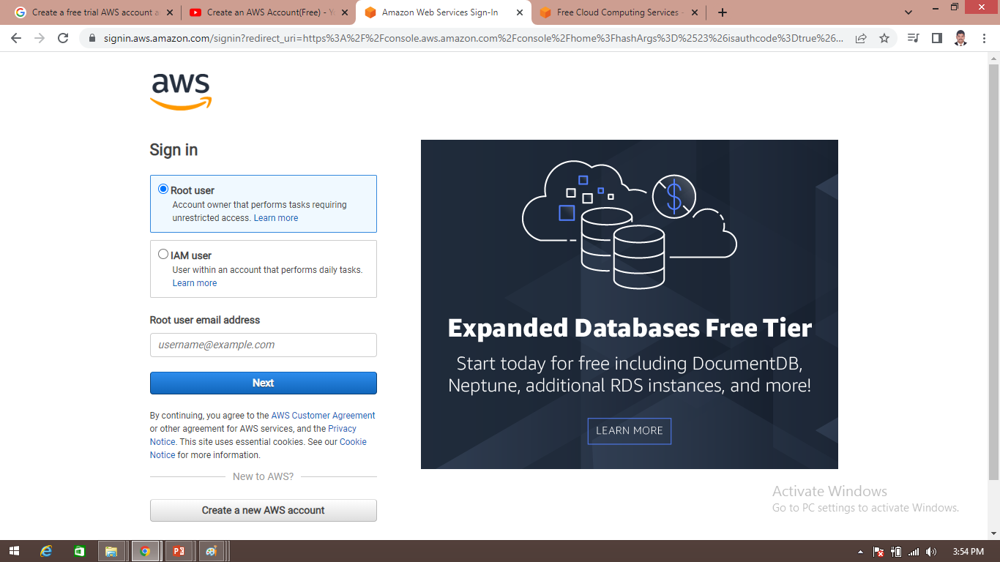 Create a free trial AWS account a
Create an AWS Account(Free) - Yo
Amazon Web Services Sign-In
Free Cloud Computing Services -
signin.aws.amazon.com/signin?redirect_uri=https%3A%2F%2Fconsole.aws.amazon.com%2Fconsole%2Fhome%3FhashArgs%3D%2523%26isauthcode%3Dtrue%26...
aws
Sign in
Root user
Account owner that performs tasks requiring
unrestricted access. Learn more
IAM user
User within an account that performs daily tasks.
Learn more
Root user email address
username@example.com
Next
By continuing, you agree to the AWS Customer Agreement
or other agreement for AWS services, and the Privacy
Notice. This site uses essential cookies. See our Cookie
Notice for more information.
New to AWS?
Create a new AWS account
Expanded Databases Free Tier
Start today for free including DocumentDB,
Neptune, additional RDS instances, and more!
LEARN MORE
Activate Windows
Go to PC settings to activate Windows.
3:54 PM